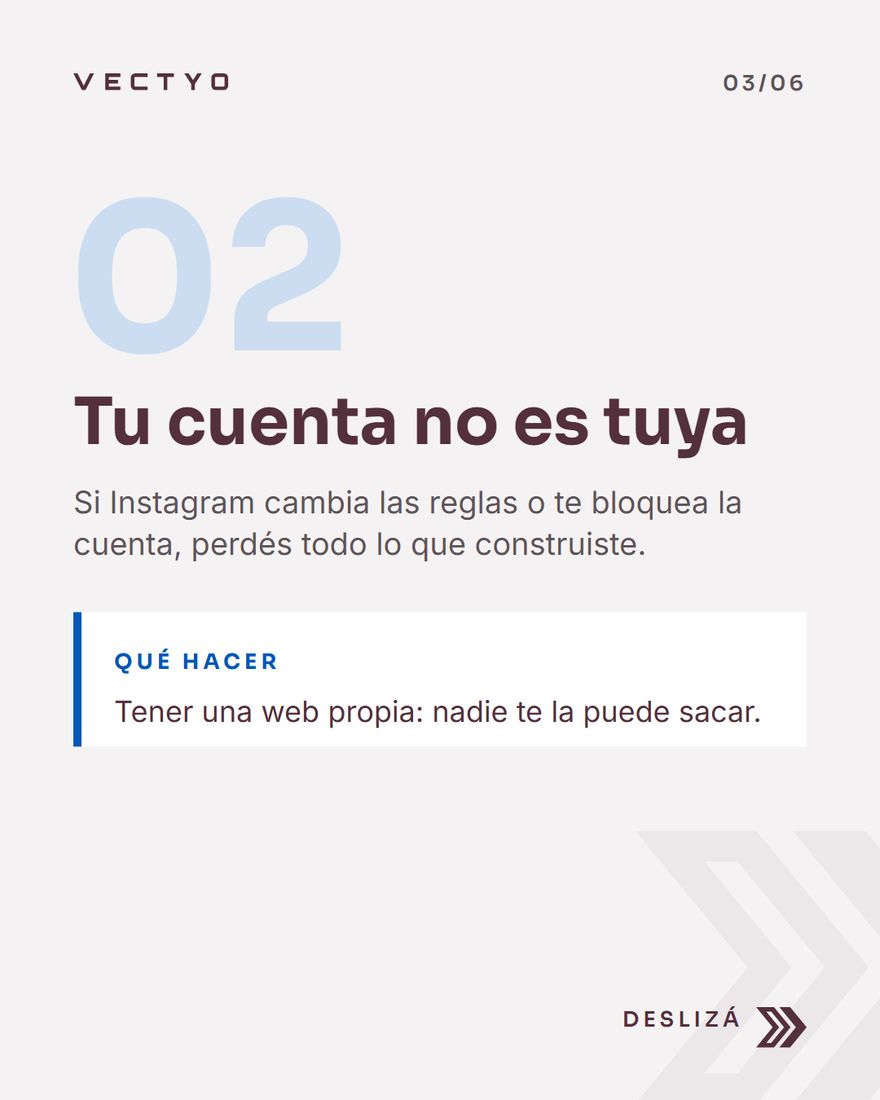 VECTYO
03/06
02
Tu cuenta no es tuya
Si Instagram cambia las reglas o te bloquea la
cuenta, perdés todo lo que construiste.
QUÉ HACER
Tener una web propia: nadie te la puede sacar.
DESLIZÁ